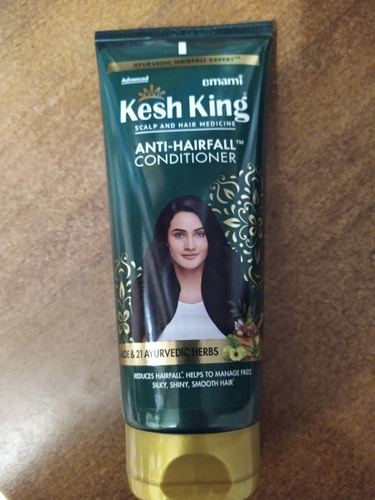 AYURVEDIC HAIRFALL EXPERT™
Advanced
emami
Kesh King®
SCALP AND HAIR MEDICINE
ANTI-HAIRFALL™
CONDITIONER
& 21 AYURVEDIC HERBS
REDUCES HAIRFALL*, HELPS TO MANAGE FRIZZ
SILKY, SHINY, SMOOTH HAIR*